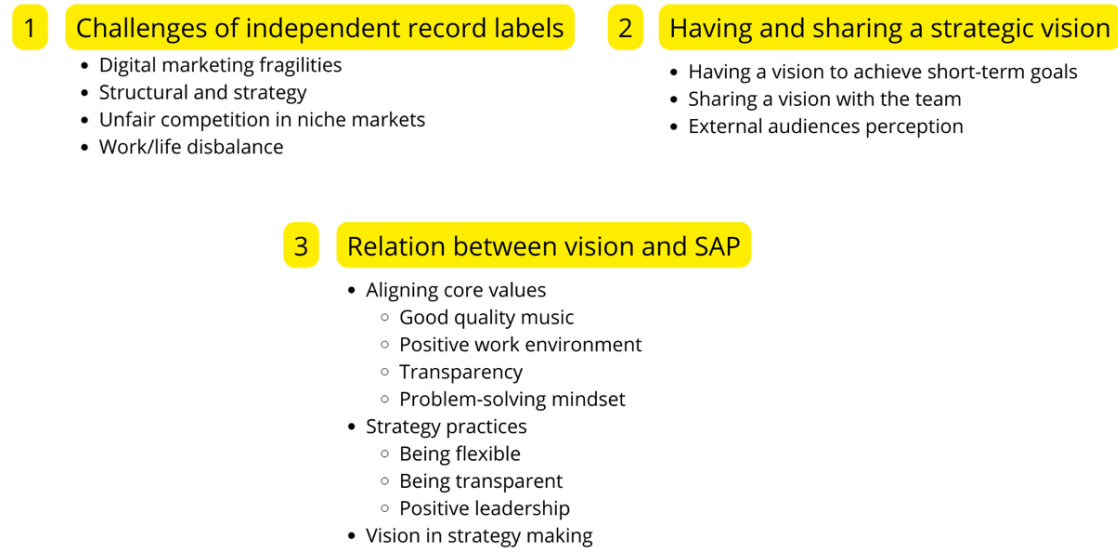 1 Challenges of independent record labels
• Digital marketing fragilities
• Structural and strategy
• Unfair competition in niche markets
• Work/life disbalance
2 Having and sharing a strategic vision
• Having a vision to achieve short-term goals
• Sharing a vision with the team
• External audiences perception
3 Relation between vision and SAP
• Aligning core values
○ Good quality music
○ Positive work environment
○ Transparency
○ Problem-solving mindset
• Strategy practices
○ Being flexible
○ Being transparent
○ Positive leadership
• Vision in strategy making